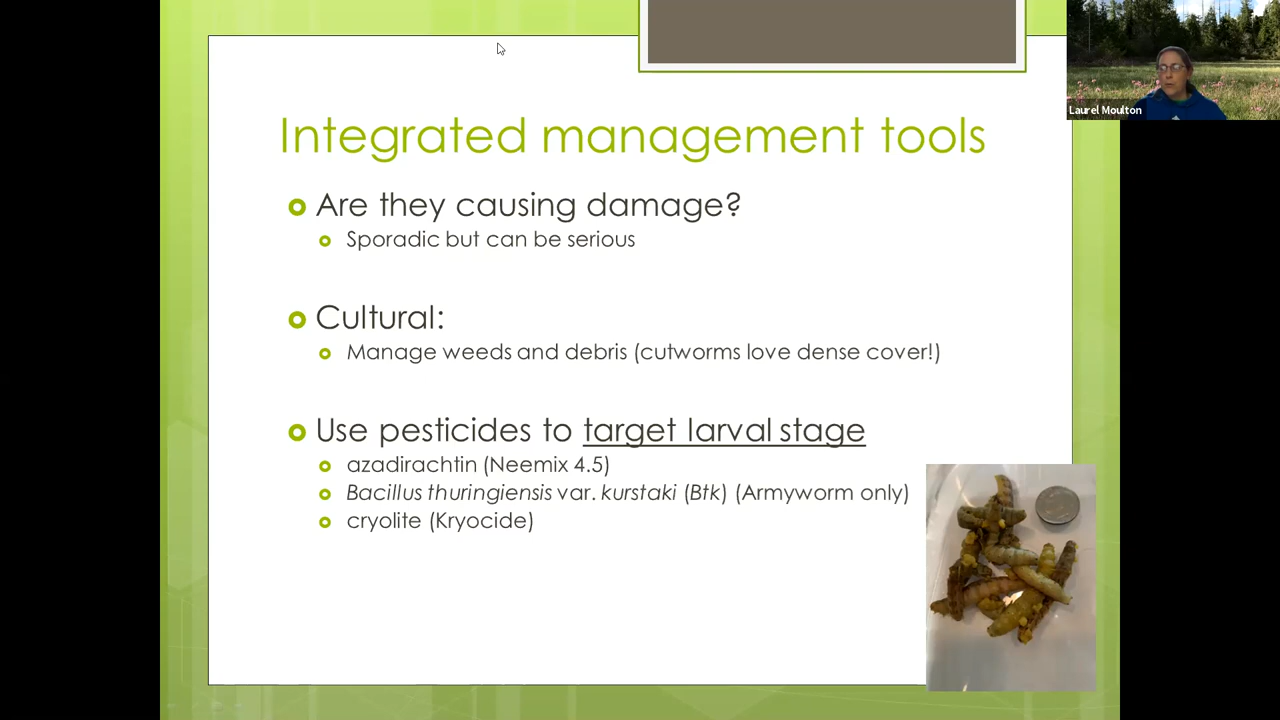 Laurel Moulton
Integrated management tools
Are they causing damage?
Sporadic but can be serious
Cultural:
Manage weeds and debris (cutworms love dense cover!)
Use pesticides to target larval stage
azadirachtin (Neemix 4.5)
Bacillus thuringiensis var. kurstaki (Btk) (Armyworm only)
cryolite (Kryocide)